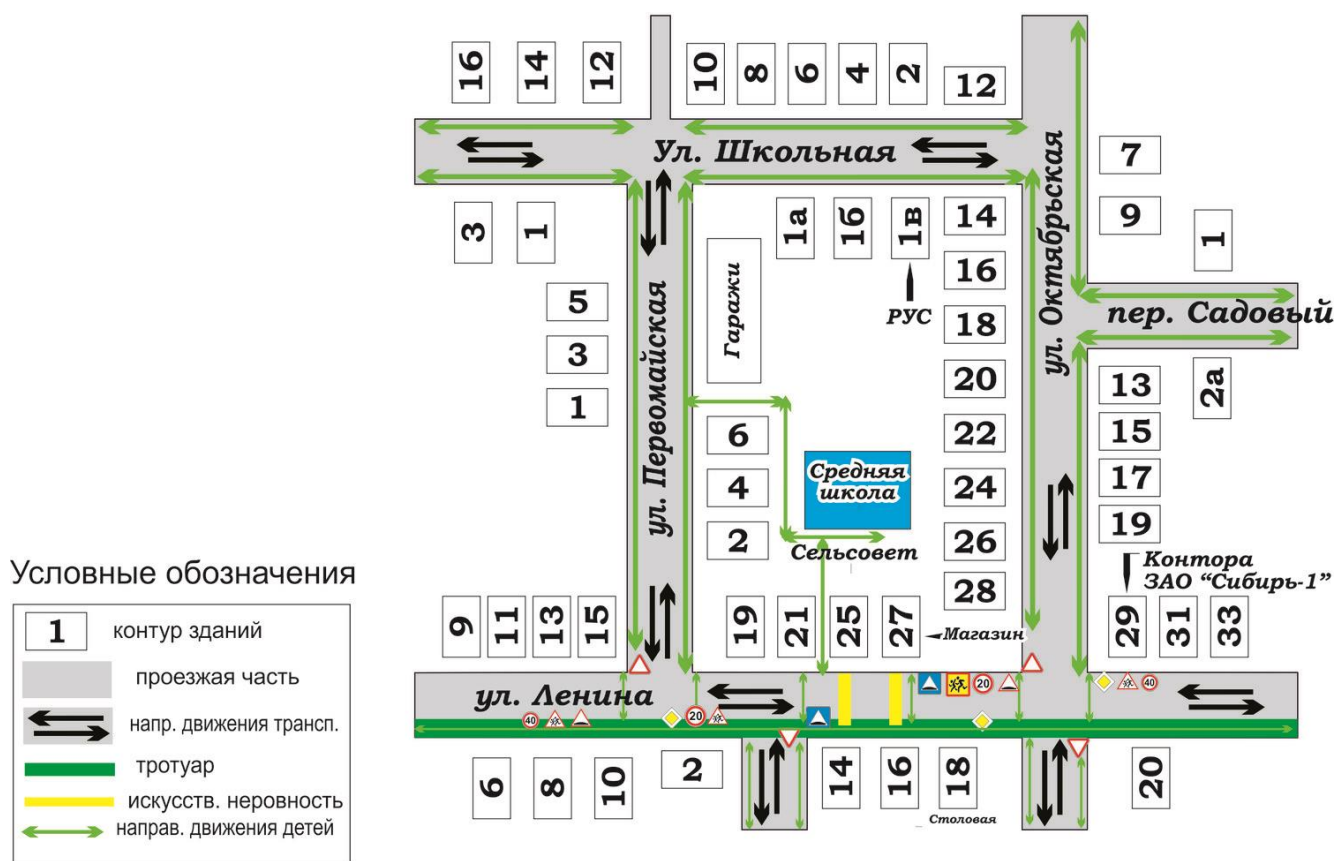 16 14 12 10 8 6 4 2 12
Ул. Школьная
ул. Октябрьская
7
9
1
3 1
1а 1б 1в
РУС
14
16
18
20
22
24
26
28
пер. Садовый
2а
5
3
1
ул. Первомайская
Гаражи
6
4
2
Средняя
школа
Сельсовет
13
15
17
19
Контора
ЗАО "Сибирь-1"
9 11 13 15
19 21 25 27
Магазин
29 31 33
ул. Ленина
40
20
20
40
6 8 10
2
14 16 18
Столовая
20
Условные обозначения
1 контур зданий
проезжая часть
напр. движения трансп.
тротуар
искусств. неровность
направ. движения детей